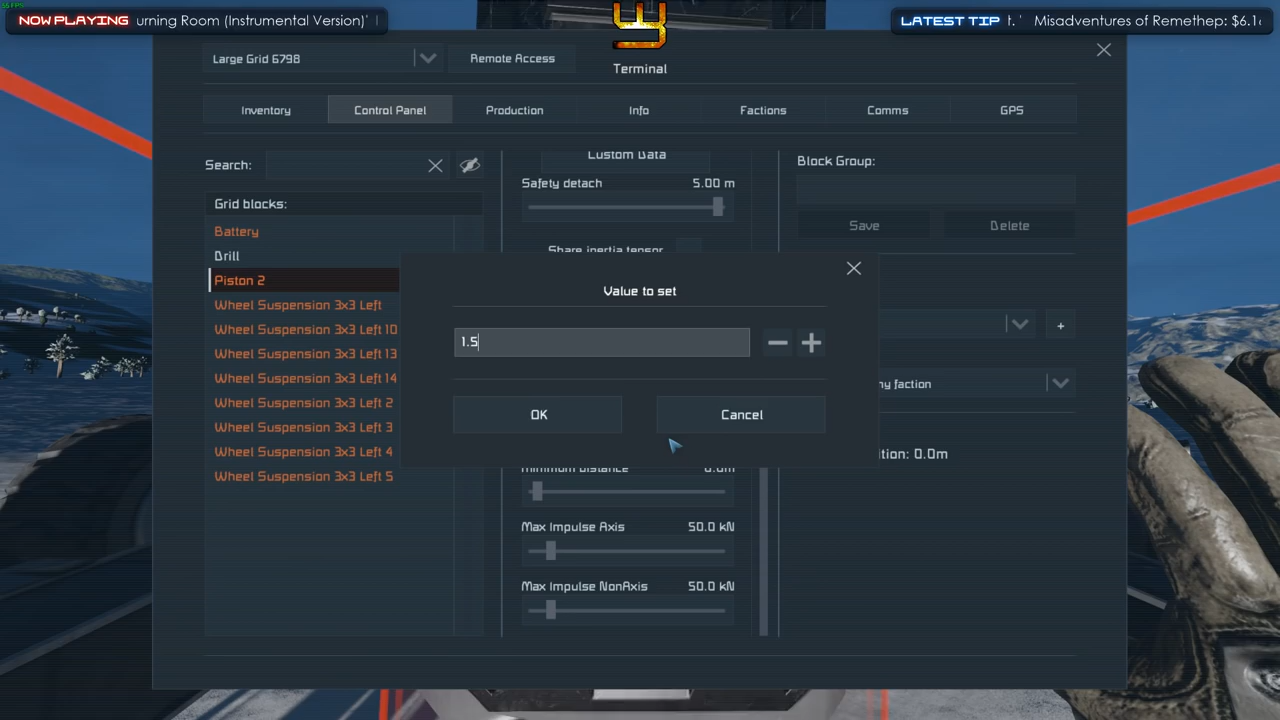 55 FPS
NOW PLAYING urning Room (Instrumental Version)'
LATEST TIP t. ' Misadventures of Remethep: $6.1
Large Grid 6798
Remote Access
Terminal
Inventory
Control Panel
Production
Info
Factions
Comms
GPS
Search:
Custom Data
Block Group:
Safety detach 5.00 m
Grid blocks:
Save
Delete
Battery
Share inertia tensor
Drill
Piston 2
Value to set
Wheel Suspension 3x3 Left
Wheel Suspension 3x3 Left 10
1.5
Wheel Suspension 3x3 Left 13
Wheel Suspension 3x3 Left 14
ny faction
Wheel Suspension 3x3 Left 2
OK
Cancel
Wheel Suspension 3x3 Left 3
Wheel Suspension 3x3 Left 4
ition: 0.0m
Minimum Distance 0.0m
Wheel Suspension 3x3 Left 5
Max Impulse Axis 50.0 kN
Max Impulse NonAxis 50.0 kN